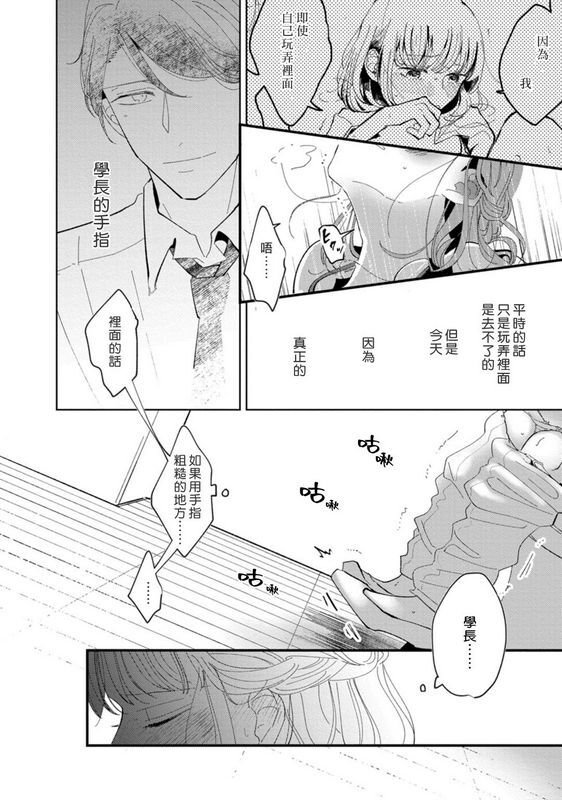 因為
我
即使
自己玩弄裡面
ビクッ
唔……
學長的手指
平時的話
只是玩弄裡面
是去不了的
但是
今天
因為
真正的
裡面的話
如果用手指
粗糙的地方……
……
咕啾
咕啾
咕啾
學長……